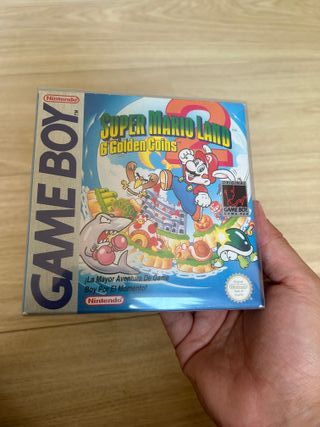 Nintendo
GAME BOY
SUPER MARIO LAND
2
6 Golden Coins
ORIGINAL
¡La Mayor Aventura De Game
Boy Por El Momento!
Nintendo